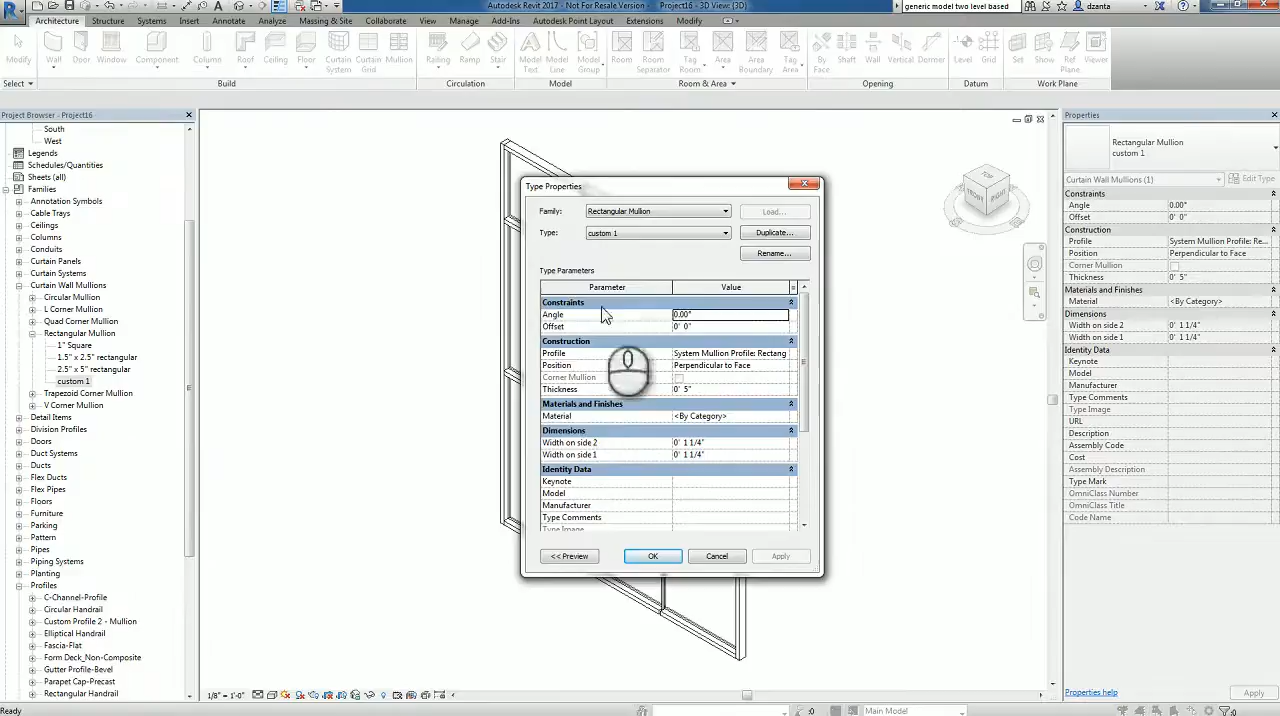 Autodesk Revit 2017 - Not For Resale Version - Project16 - 3D View: {3D}
generic model two level based
dzanta
Architecture Structure Systems Insert Annotate Analyze Massing & Site Collaborate View Manage Add-Ins Autodesk Point Layout Extensions Modify
Modify Wall Door Window Component Column Roof Ceiling Floor Curtain System Curtain Grid Mullion Railing Ramp Stair Model Text Model Line Model Group Room Room Separator Tag Room Area Area Boundary Tag Area By Face Shaft Wall Vertical Dormer Level Grid Set Show Ref Plane Viewer
Select Build Circulation Model Room & Area Opening Datum Work Plane
Project Browser - Project16
South
West
Legends
Schedules/Quantities
Sheets (all)
Families
Annotation Symbols
Cable Trays
Ceilings
Columns
Conduits
Curtain Panels
Curtain Systems
Curtain Wall Mullions
Circular Mullion
L Corner Mullion
Quad Corner Mullion
Rectangular Mullion
1" Square
1.5" x 2.5" rectangular
2.5" x 5" rectangular
custom 1
Trapezoid Corner Mullion
V Corner Mullion
Detail Items
Division Profiles
Doors
Duct Systems
Ducts
Flex Ducts
Flex Pipes
Floors
Furniture
Parking
Pattern
Pipes
Piping Systems
Planting
Profiles
C-Channel-Profile
Circular Handrail
Custom Profile 2 - Mullion
Elliptical Handrail
Fascia-Flat
Form Deck_Non-Composite
Gutter Profile-Bevel
Parapet Cap-Precast
Rectangular Handrail
TOP
FRONT RIGHT
Type Properties
Family: Rectangular Mullion Load...
Type: custom 1 Duplicate...
Rename...
Type Parameters
Parameter Value =
Constraints
Angle 0.00°
Offset 0' 0"
Construction
Profile System Mullion Profile: Rectang
Position Perpendicular to Face
Corner Mullion
Thickness 0' 5"
Materials and Finishes
Material <By Category>
Dimensions
Width on side 2 0' 1 1/4"
Width on side 1 0' 1 1/4"
Identity Data
Keynote
Model
Manufacturer
Type Comments
Type Image
<< Preview OK Cancel Apply
Properties
Rectangular Mullion
custom 1
Curtain Wall Mullions (1) Edit Type
Constraints
Angle 0.00°
Offset 0' 0"
Construction
Profile System Mullion Profile: Re...
Position Perpendicular to Face
Corner Mullion
Thickness 0' 5"
Materials and Finishes
Material <By Category>
Dimensions
Width on side 2 0' 1 1/4"
Width on side 1 0' 1 1/4"
Identity Data
Keynote
Model
Manufacturer
Type Comments
Type Image
URL
Description
Assembly Code
Cost
Assembly Description
Type Mark
OmniClass Number
OmniClass Title
Code Name
Properties help Apply
1/8" = 1'-0"
Ready :0 Main Model :0